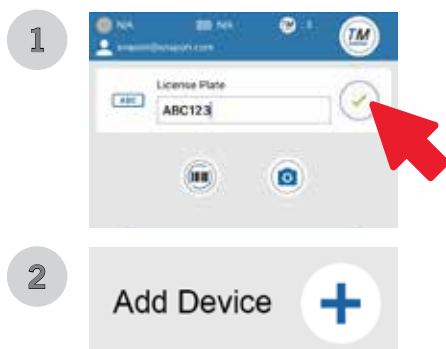 1
N/A
N/A
TM
ABC
License Plate
ABC123
2
Add Device